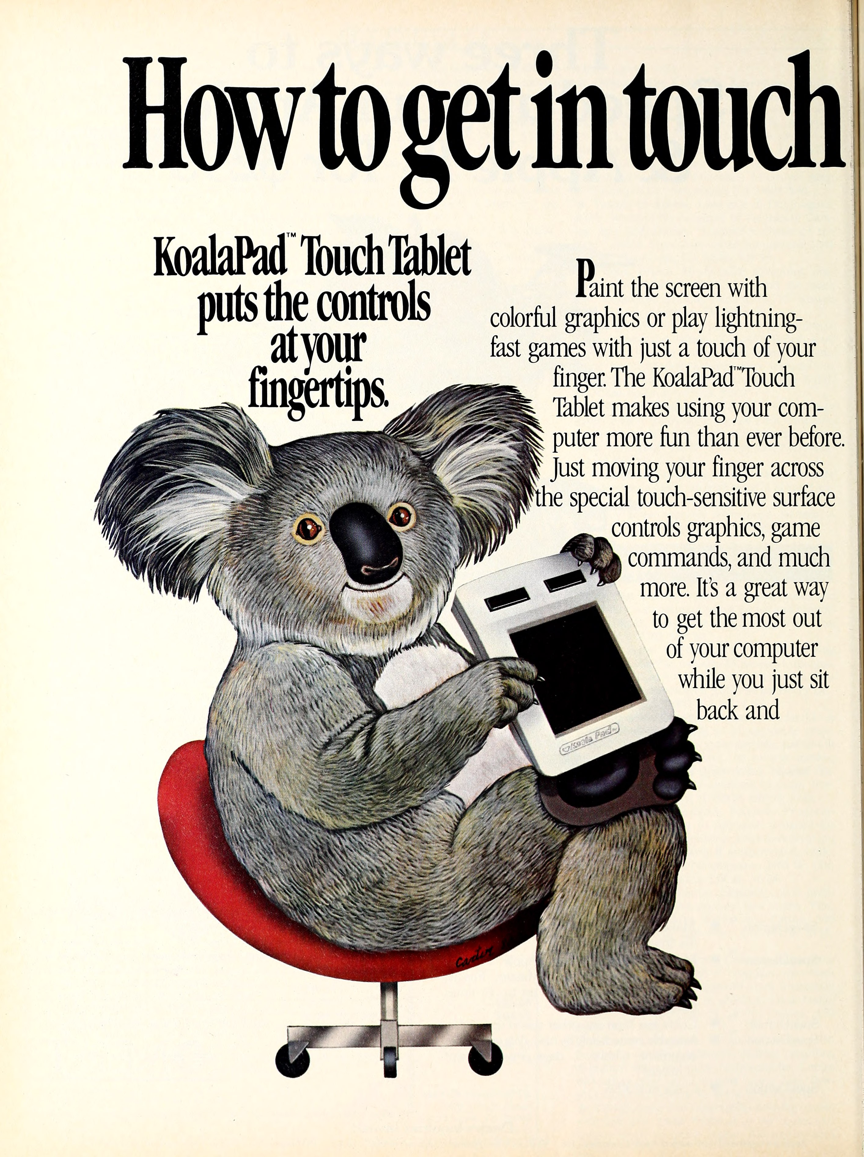 How to get in touch
KoalaPad™ Touch Tablet
puts the controls
at your
fingertips.
Paint the screen with
colorful graphics or play lightning-
fast games with just a touch of your
finger. The KoalaPad™ Touch
Tablet makes using your com-
puter more fun than ever before.
Just moving your finger across
the special touch-sensitive surface
controls graphics, game
commands, and much
more. It's a great way
to get the most out
of your computer
while you just sit
back and
Koala Pad™